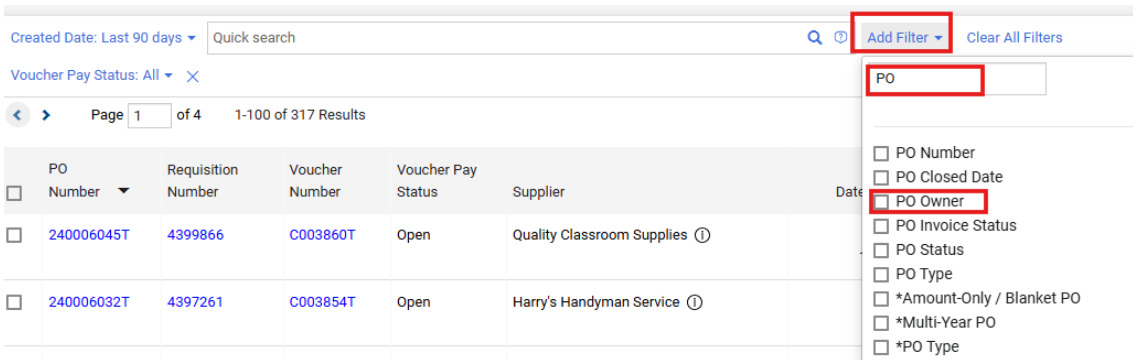 Created Date: Last 90 days Quick search Add Filter Clear All Filters
Voucher Pay Status: All
PO
Page 1 of 4 1-100 of 317 Results
PO Number Requisition Number Voucher Number Voucher Pay Status Supplier Date
240006045T 4399866 C003860T Open Quality Classroom Supplies
240006032T 4397261 C003854T Open Harry's Handyman Service
PO Number
PO Closed Date
PO Owner
PO Invoice Status
PO Status
PO Type
*Amount-Only / Blanket PO
*Multi-Year PO
*PO Type